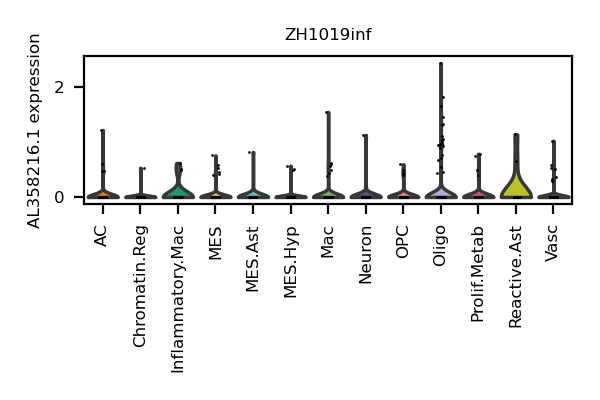 ZH1019inf
AL358216.1 expression
2
0
AC
Chromatin.Reg
Inflammatory.Mac
MES
MES.Ast
MES.Hyp
Mac
Neuron
OPC
Oligo
Prolif.Metab
Reactive.Ast
Vasc